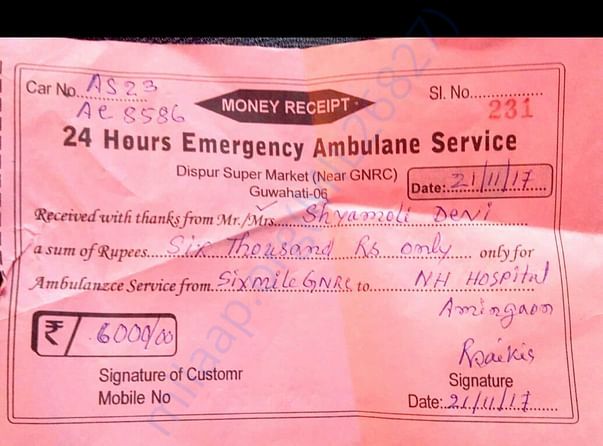 Car No. AS23
AC 8586
MONEY RECEIPT
Sl. No. 231
24 Hours Emergency Ambulane Service
Dispur Super Market (Near GNRC)
Guwahati-06
Date: 21/11/17
Received with thanks from Mr./Mrs. Shyamoli Devi
a sum of Rupees Six Thousand Rs only only for
Ambulanzce Service from Sixmile GNRC to NH HOSPital
Amingaon
₹ 6000/00
Signature of Customr
Mobile No
Signature
Date: 21/11/17